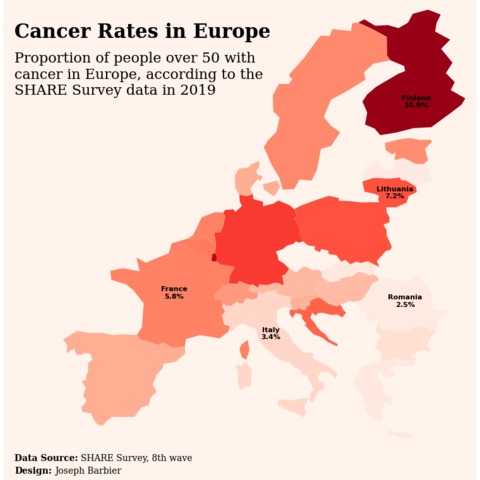 Cancer Rates in Europe
Proportion of people over 50 with
cancer in Europe, according to the
SHARE Survey data in 2019
Finland
10.9%
Lithuania
7.2%
France
5.8%
Romania
2.5%
Italy
3.4%
Data Source: SHARE Survey, 8th wave
Design: Joseph Barbier